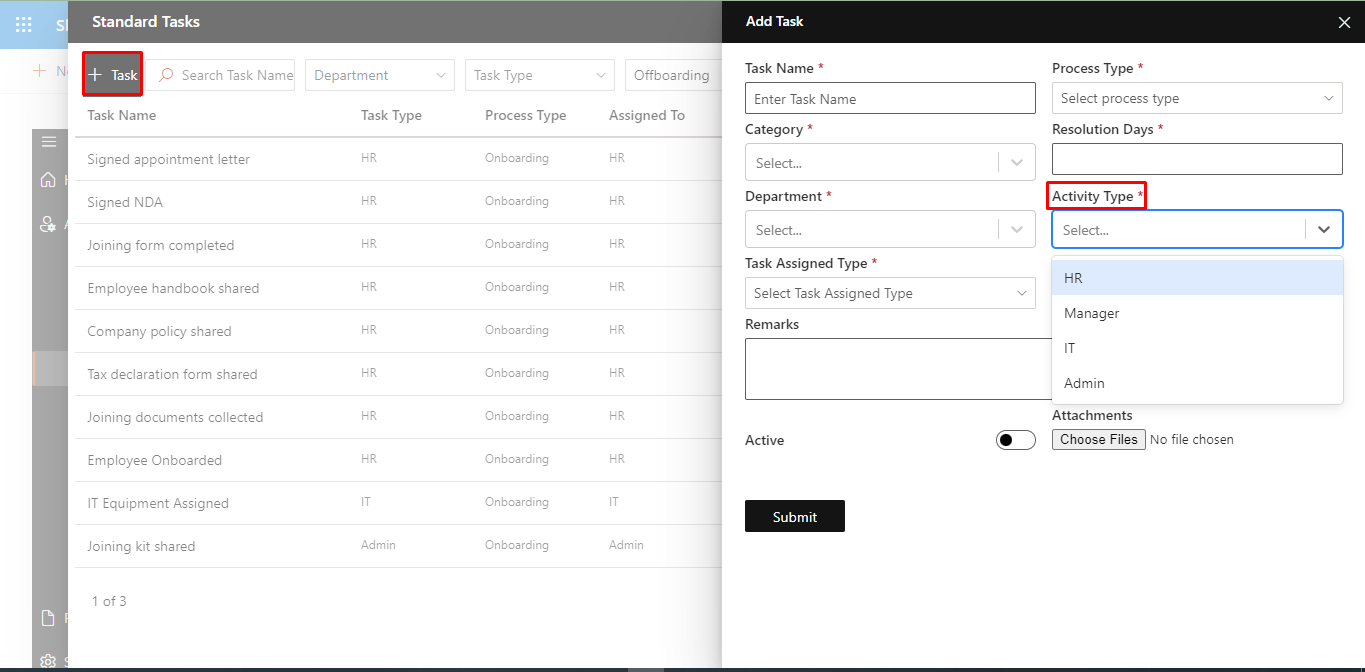 Standard Tasks
Task
Search Task Name
Department
Task Type
Offboarding
Task Name Task Type Process Type Assigned To
Signed appointment letter HR Onboarding HR
Signed NDA HR Onboarding HR
Joining form completed HR Onboarding HR
Employee handbook shared HR Onboarding HR
Company policy shared HR Onboarding HR
Tax declaration form shared HR Onboarding HR
Joining documents collected HR Onboarding HR
Employee Onboarded HR Onboarding HR
IT Equipment Assigned IT Onboarding IT
Joining kit shared Admin Onboarding Admin
1 of 3
Add Task
Task Name *
Enter Task Name
Process Type *
Select process type
Category *
Select...
Resolution Days *
Department *
Select...
Activity Type *
Select...
HR
Manager
IT
Admin
Task Assigned Type *
Select Task Assigned Type
Remarks
Attachments
Choose Files No file chosen
Active
Submit